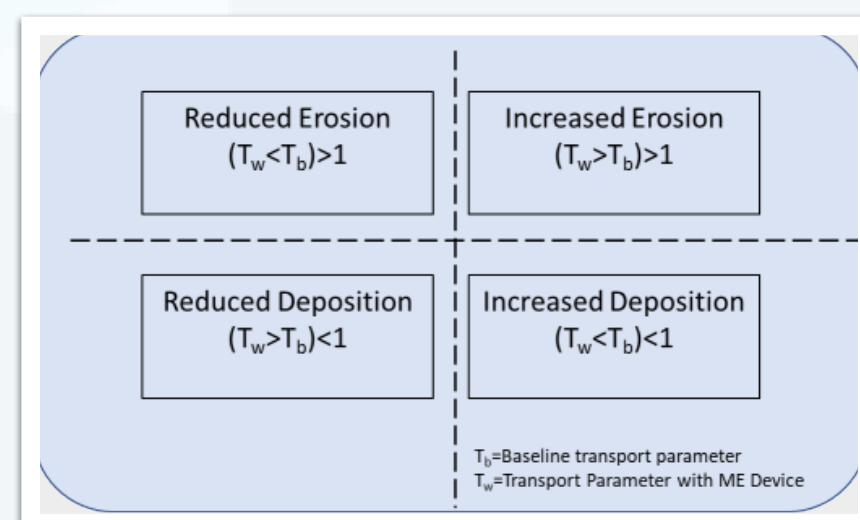 Reduced Erosion
(Tw<Tb)>1
Increased Erosion
(Tw>Tb)>1
Reduced Deposition
(Tw>Tb)<1
Increased Deposition
(Tw<Tb)<1
Tb=Baseline transport parameter
Tw=Transport Parameter with ME Device